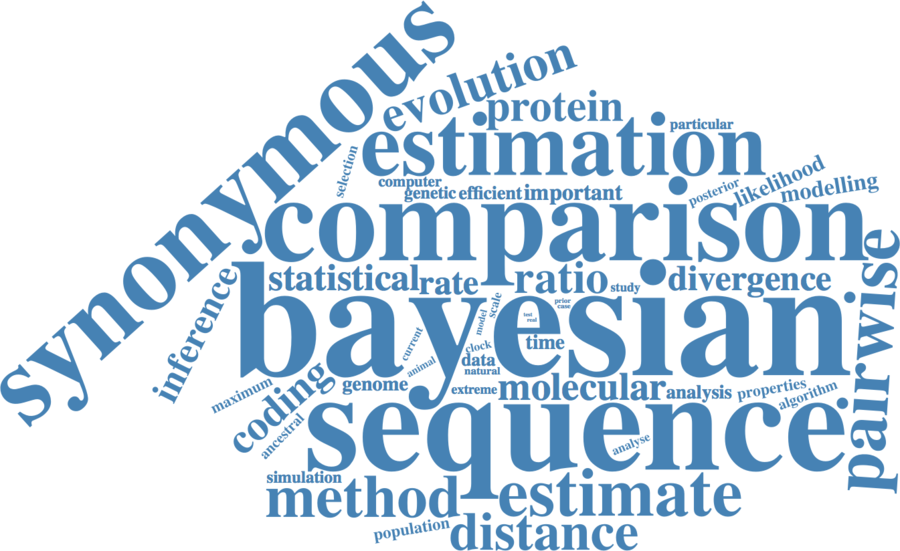 synonymous
evolution
protein
particular
estimation
selection
computer
genetic efficient important
posterior
likelihood
modelling
comparison
statistical rate ratio study divergence
pairwise
inference
bayesian
scale
model
prior
case
test
real
current
clock
time
animal
data
natural
maximum
coding
genome
extreme molecular analysis properties
algorithm
ancestral
sequence
analyse
simulation
method estimate
population
distance